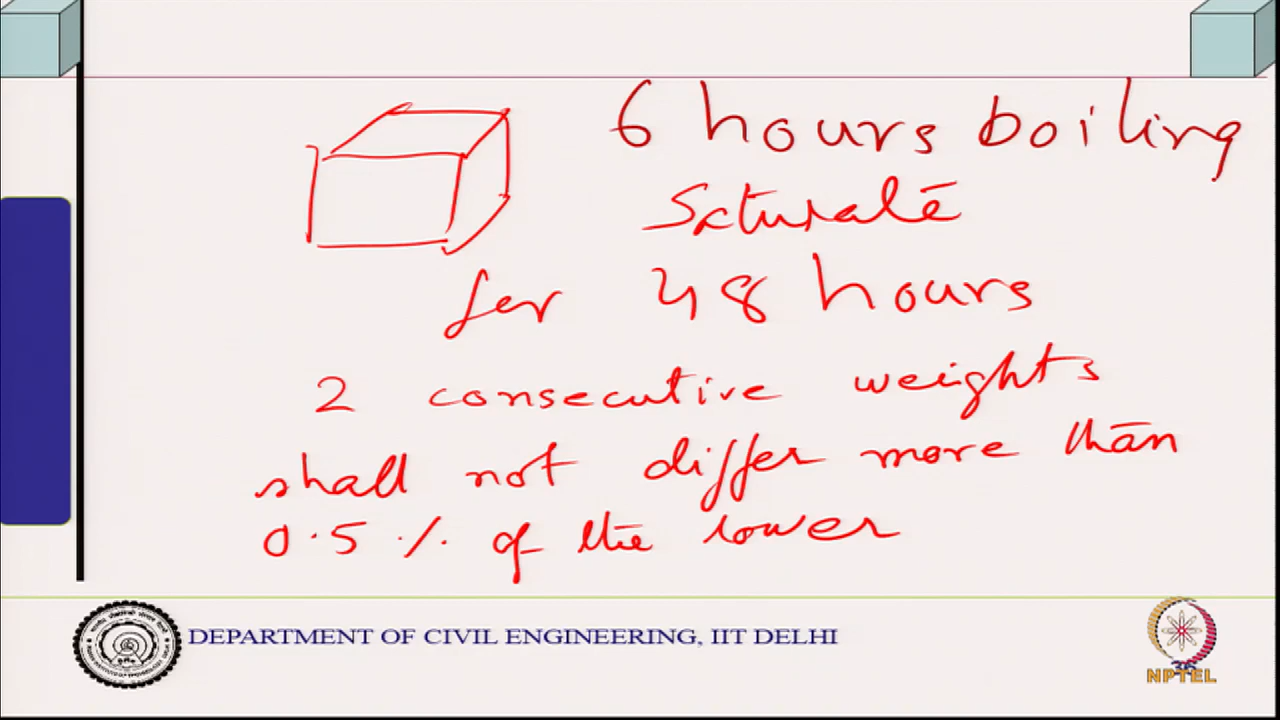 6 hours boiling
Saturate
for 48 hours
2 consecutive weights
shall not differ more than
0.5 % of the lower
DEPARTMENT OF CIVIL ENGINEERING, IIT DELHI
NPTEL